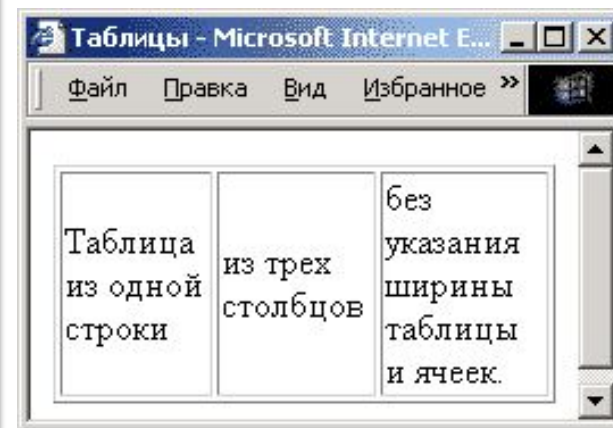 Таблицы - Microsoft Internet E...
Файл Правка Вид Избранное »
Таблица
из одной
строки
из трех
столбцов
без
указания
ширины
таблицы
и ячеек.